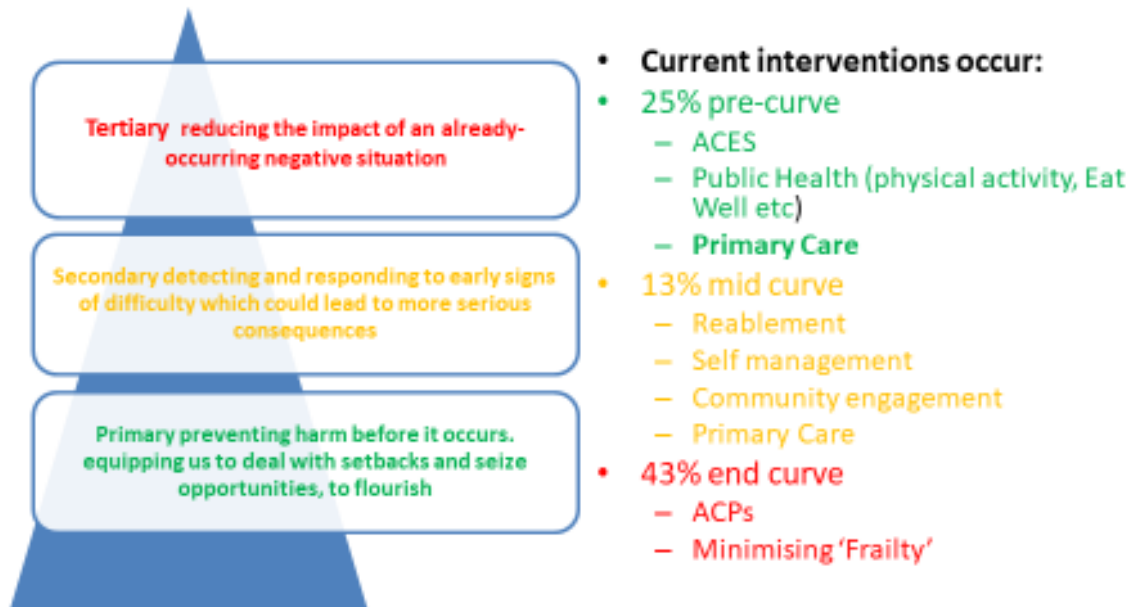 Tertiary reducing the impact of an already-
occurring negative situation
Secondary detecting and responding to early signs
of difficulty which could lead to more serious
consequences
Primary preventing harm before it occurs.
equipping us to deal with setbacks and seize
opportunities, to flourish
• Current interventions occur:
• 25% pre-curve
– ACES
– Public Health (physical activity, Eat
Well etc)
– Primary Care
• 13% mid curve
– Reablement
– Self management
– Community engagement
– Primary Care
• 43% end curve
– ACPs
– Minimising ‘Frailty’